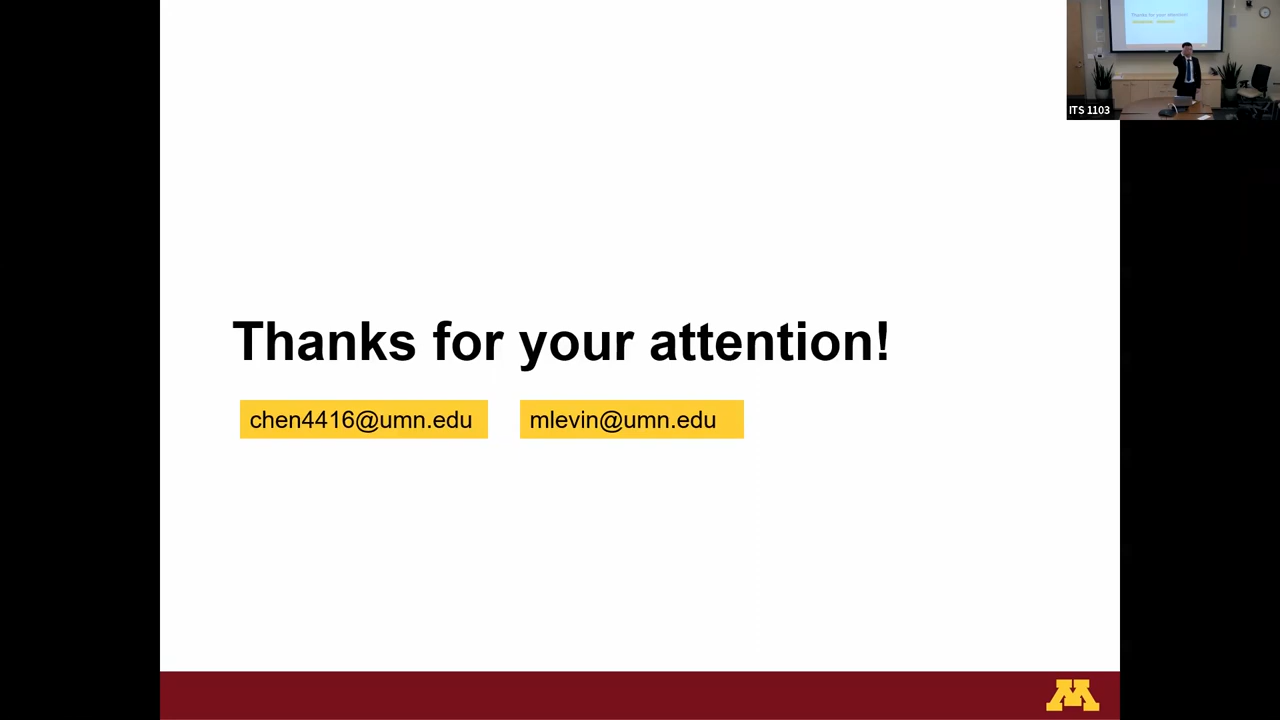 ITS 1103
Thanks for your attention!
chen4416@umn.edu
mlevin@umn.edu
M